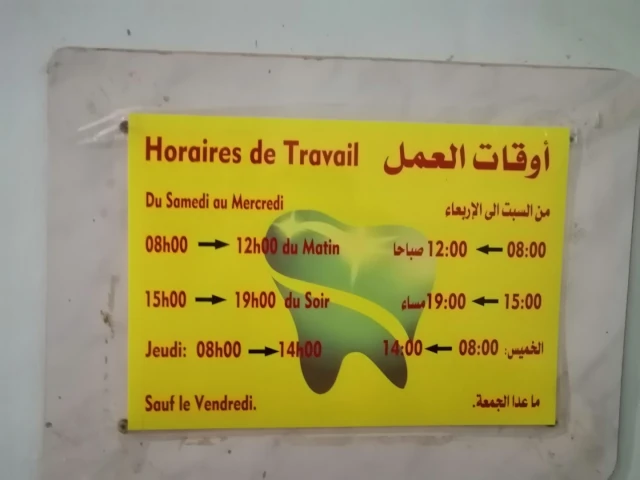 Horaires de Travail أوقات العمل
Du Samedi au Mercredi من السبت الى الإربعاء
08h00 → 12h00 du Matin 08:00 ← 12:00 صباحا
15h00 → 19h00 du Soir 15:00 ← 19:00 مساء
Jeudi: 08h00 → 14h00 الخميس: 08:00 ← 14:00
Sauf le Vendredi. ما عدا الجمعة.